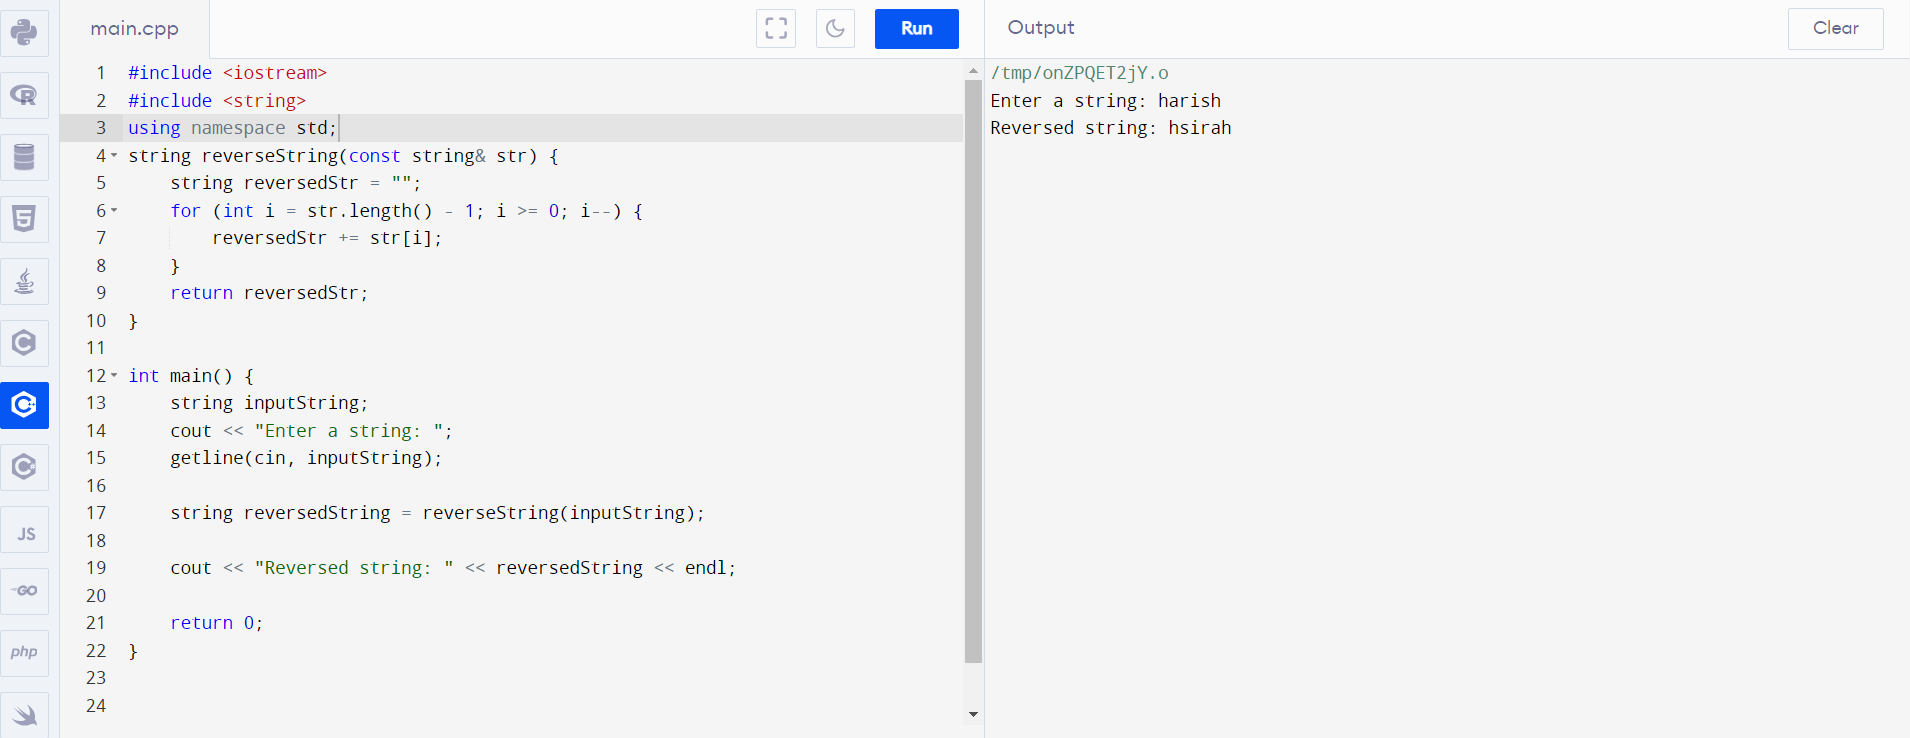 main.cpp
Run
Output
Clear
1 #include <iostream>
2 #include <string>
3 using namespace std;
4 string reverseString(const string& str) {
5     string reversedStr = "";
6     for (int i = str.length() - 1; i >= 0; i--) {
7         reversedStr += str[i];
8     }
9     return reversedStr;
10 }
11
12 int main() {
13     string inputString;
14     cout << "Enter a string: ";
15     getline(cin, inputString);
16
17     string reversedString = reverseString(inputString);
18
19     cout << "Reversed string: " << reversedString << endl;
20
21     return 0;
22 }
23
24
/tmp/onZPQET2jY.o
Enter a string: harish
Reversed string: hsirah
R
5
C
C+
C#
JS
GO
php